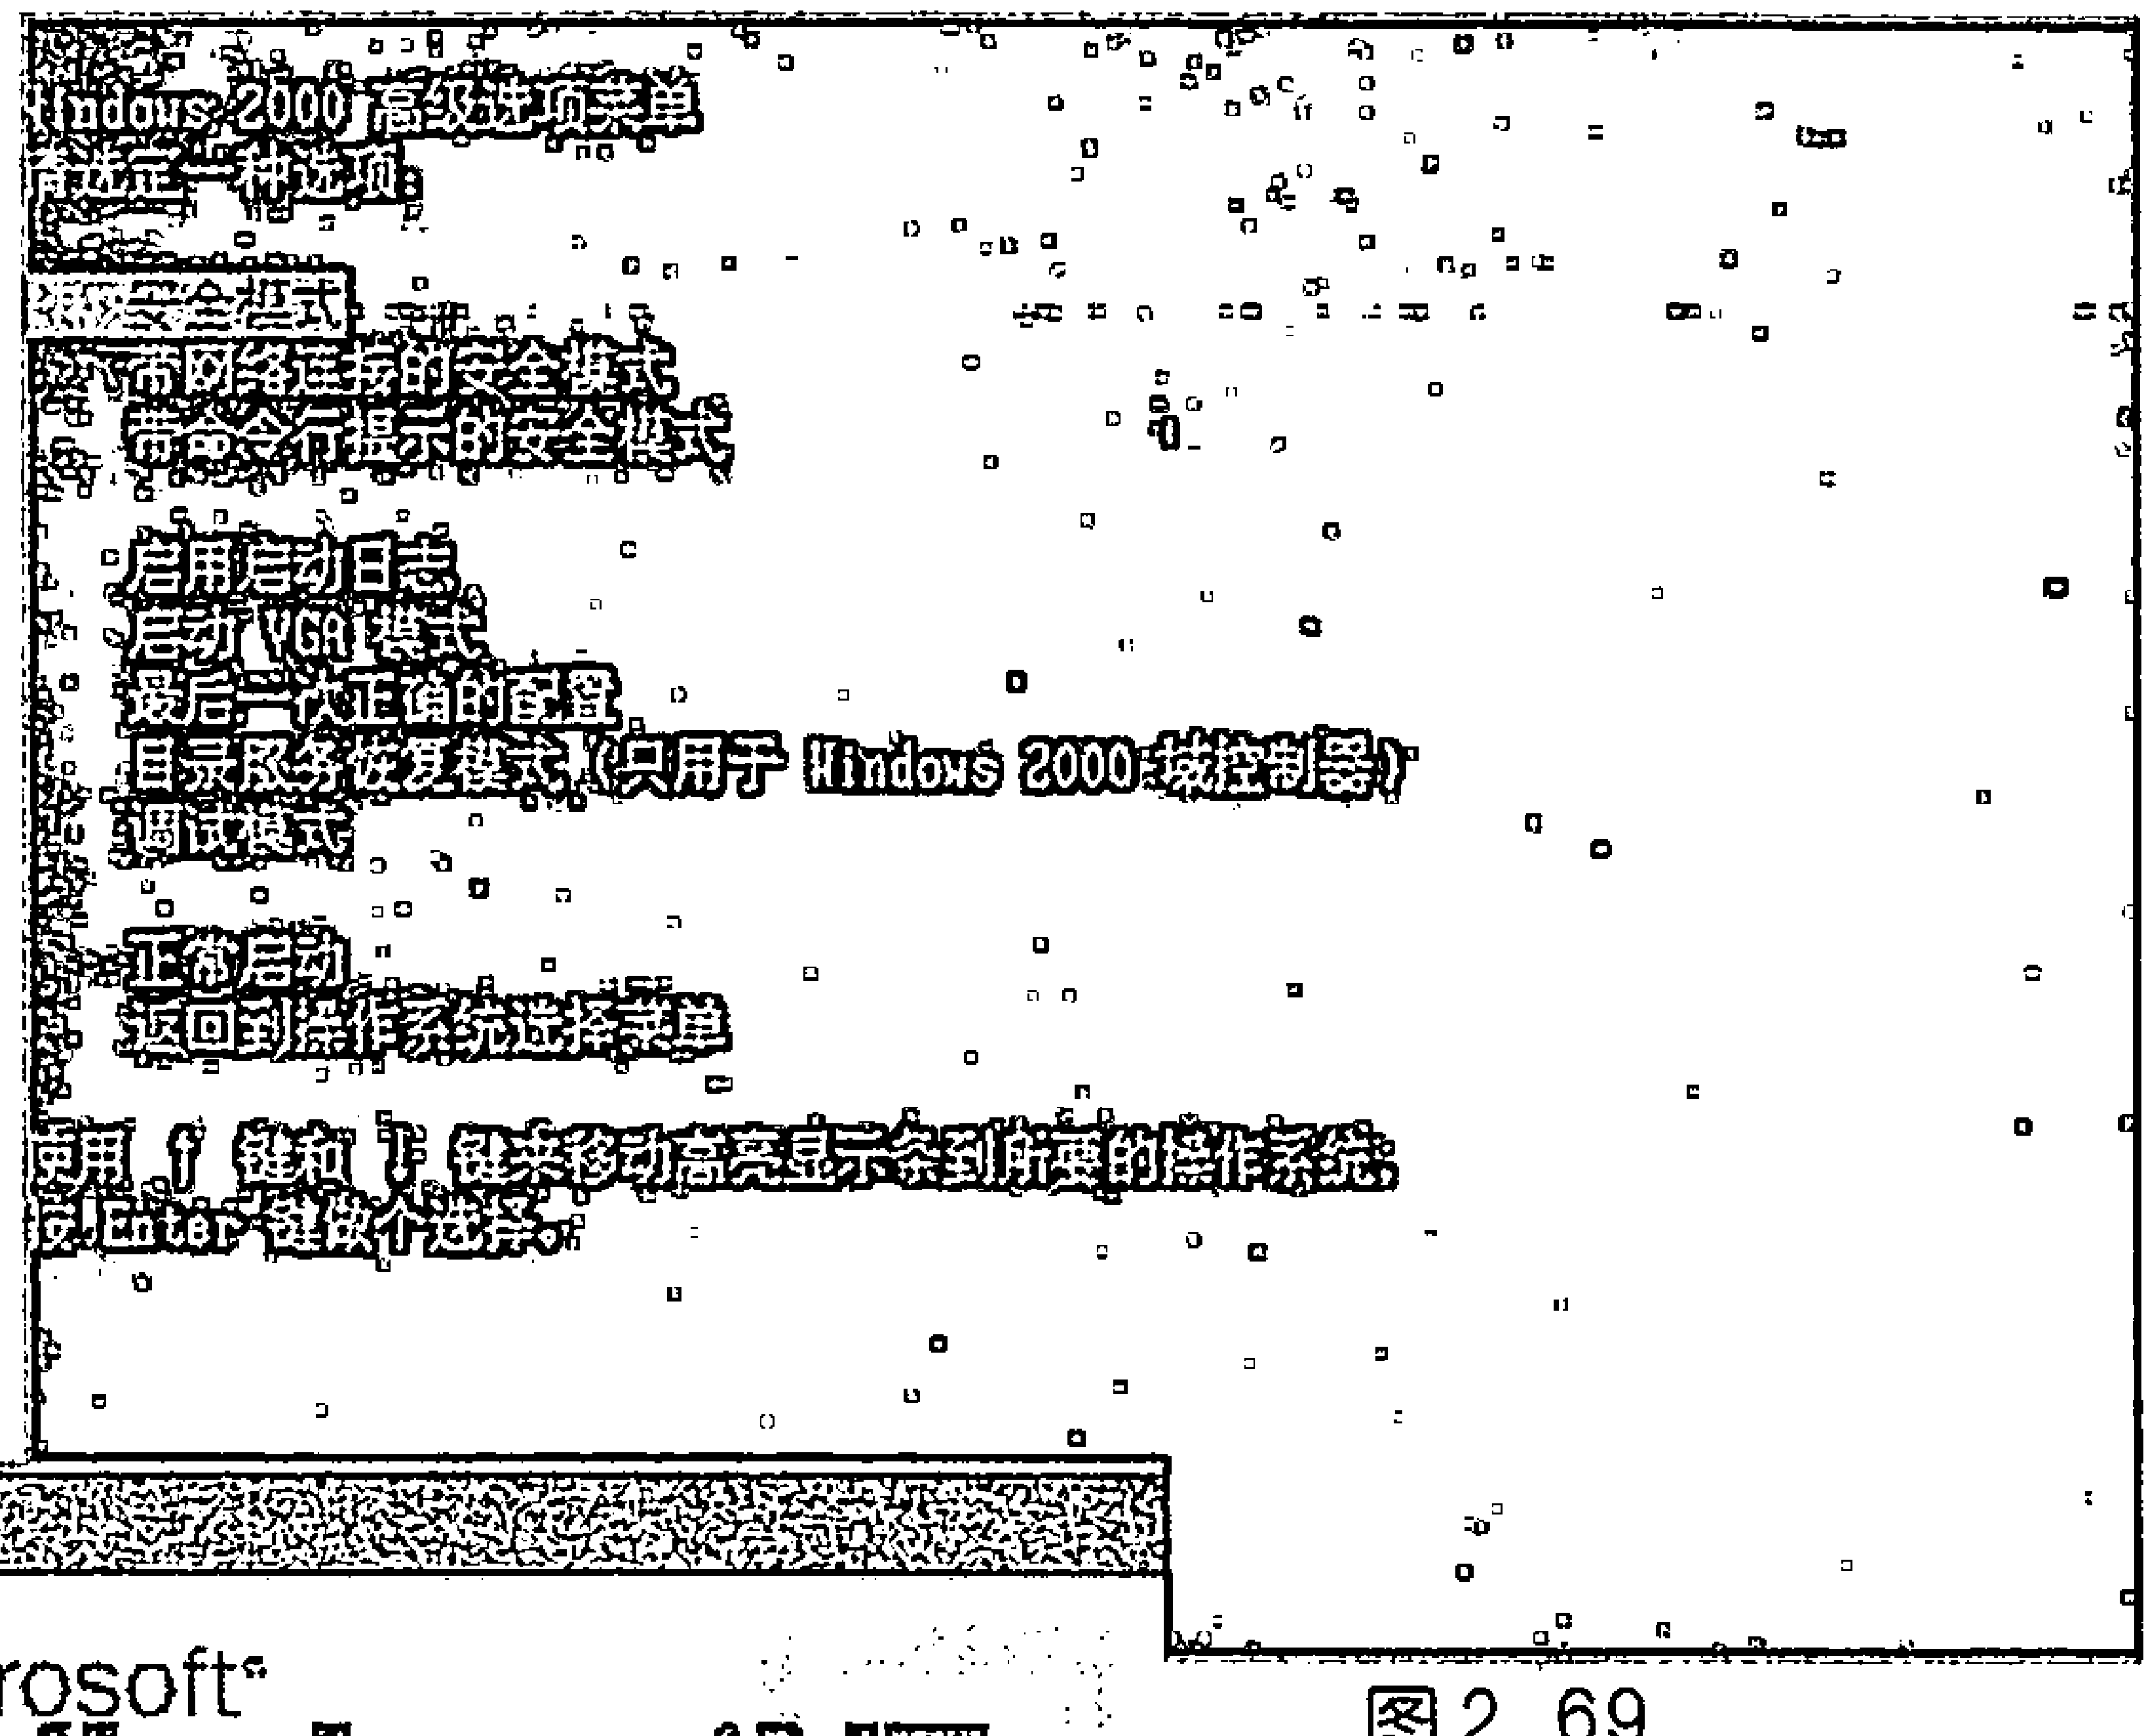 Windows 2000 高级选项菜单
请选定一种选项
安全模式
带网络连接的安全模式
带命令行提示的安全模式
启用启动日志
启动 VGA 模式
最后一次正确的配置
目录服务恢复模式 (只用于 Windows 2000 域控制器)
调试模式
正常启动
返回到操作系统选择菜单
使用 ↑ 键和 ↓ 键来移动高亮显示条到所要的操作系统.
按 Enter 键做个选择.
rosoft
图2 69